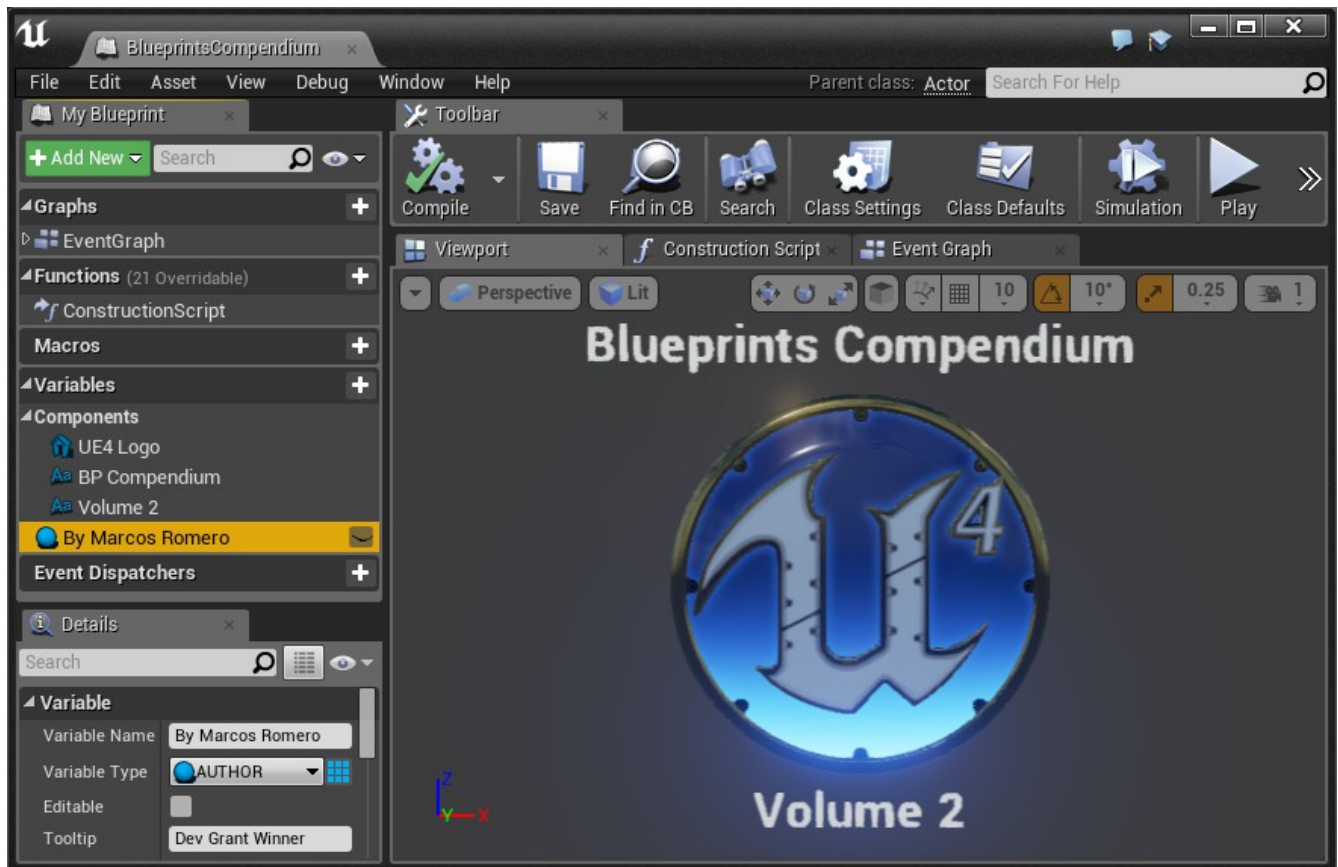 BlueprintsCompendium
File Edit Asset View Debug Window Help
Parent class: Actor Search For Help
My Blueprint
Add New Search
Graphs
EventGraph
Functions (21 Overridable)
ConstructionScript
Macros
Variables
Components
UE4 Logo
BP Compendium
Volume 2
By Marcos Romero
Event Dispatchers
Details
Search
Variable
Variable Name By Marcos Romero
Variable Type AUTHOR
Editable
Tooltip Dev Grant Winner
Toolbar
Compile Save Find in CB Search Class Settings Class Defaults Simulation Play
Viewport Construction Script Event Graph
Perspective Lit 10 10° 0.25 1
Blueprints Compendium
4
Z
Y X
Volume 2